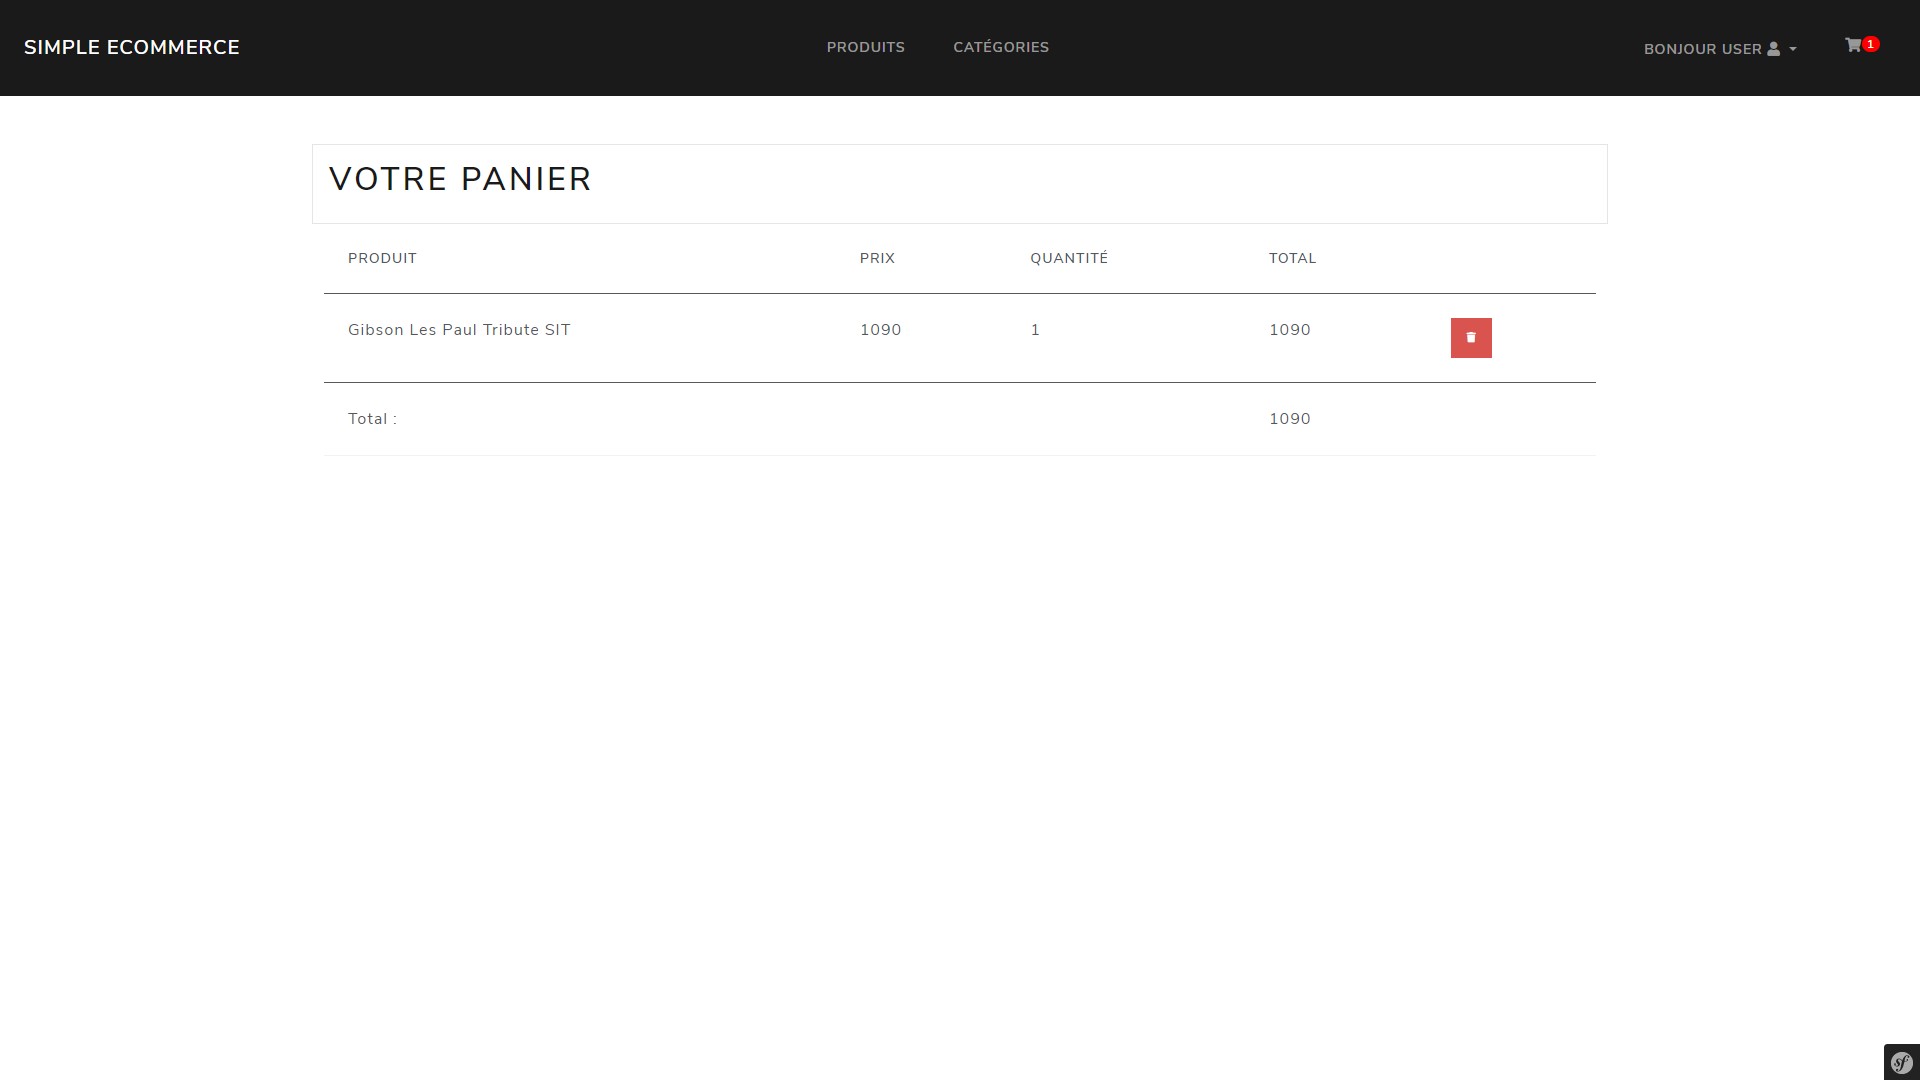 SIMPLE ECOMMERCE
PRODUITS
CATÉGORIES
BONJOUR USER
1
VOTRE PANIER
PRODUIT PRIX QUANTITÉ TOTAL
Gibson Les Paul Tribute SIT 1090 1 1090
Total : 1090
sf